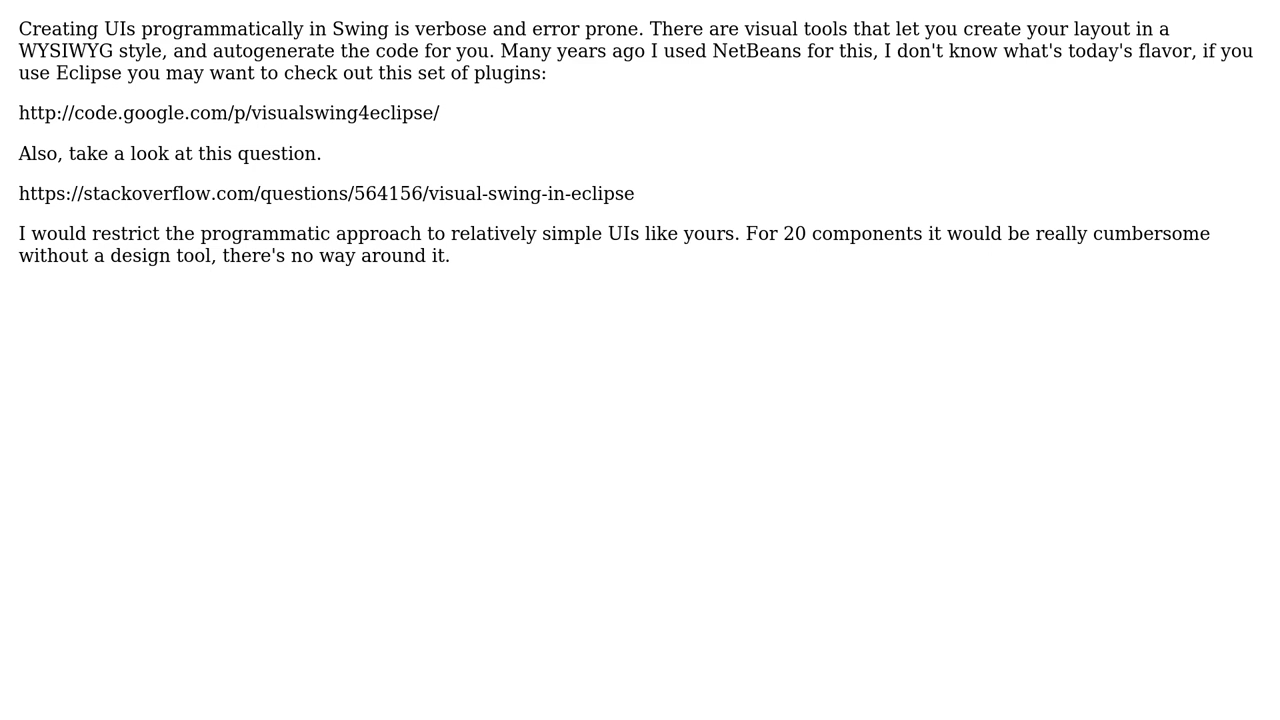 Creating UIs programmatically in Swing is verbose and error prone. There are visual tools that let you create your layout in a
WYSIWYG style, and autogenerate the code for you. Many years ago I used NetBeans for this, I don't know what's today's flavor, if you
use Eclipse you may want to check out this set of plugins:
http://code.google.com/p/visualswing4eclipse/
Also, take a look at this question.
https://stackoverflow.com/questions/564156/visual-swing-in-eclipse
I would restrict the programmatic approach to relatively simple UIs like yours. For 20 components it would be really cumbersome
without a design tool, there's no way around it.